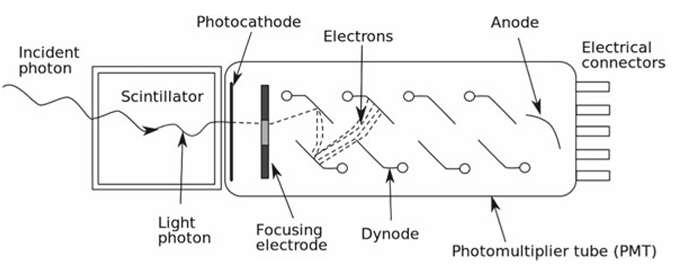 Photocathode
Electrons
Anode
Incident
photon
Electrical
connectors
Scintillator
Light
photon
Focusing
electrode
Dynode
Photomultiplier tube (PMT)